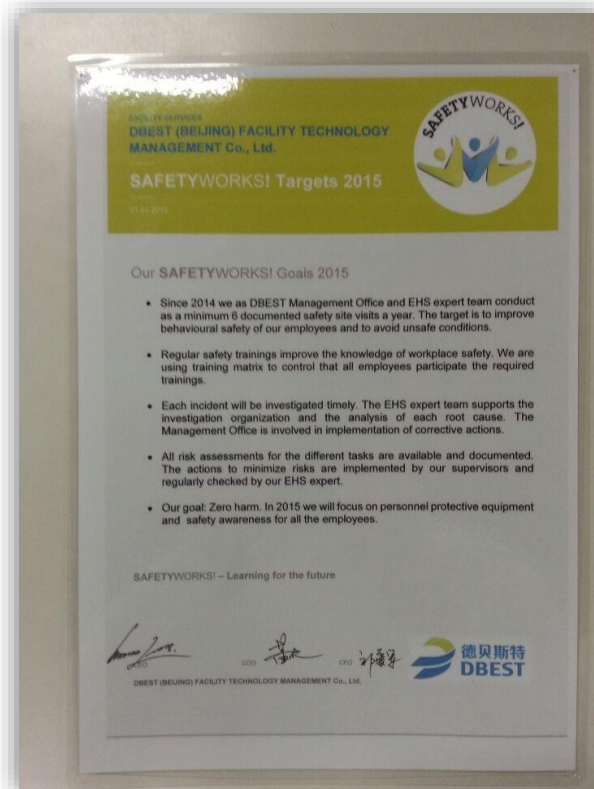 FACILITY SERVICES
DBEST (BEIJING) FACILITY TECHNOLOGY
MANAGEMENT Co., Ltd.
SAFETYWORKS! Targets 2015
01.01.2015
SAFETYWORKS!
Our SAFETYWORKS! Goals 2015
• Since 2014 we as DBEST Management Office and EHS expert team conduct
as a minimum 6 documented safety site visits a year. The target is to improve
behavioural safety of our employees and to avoid unsafe conditions.
• Regular safety trainings improve the knowledge of workplace safety. We are
using training matrix to control that all employees participate the required
trainings.
• Each incident will be investigated timely. The EHS expert team supports the
investigation organization and the analysis of each root cause. The
Management Office is involved in implementation of corrective actions.
• All risk assessments for the different tasks are available and documented.
The actions to minimize risks are implemented by our supervisors and
regularly checked by our EHS expert.
• Our goal: Zero harm. In 2015 we will focus on personnel protective equipment
and safety awareness for all the employees.
SAFETYWORKS! – Learning for the future
COO
CFO
德贝斯特
DBEST
DBEST (BEIJING) FACILITY TECHNOLOGY MANAGEMENT Co., Ltd.